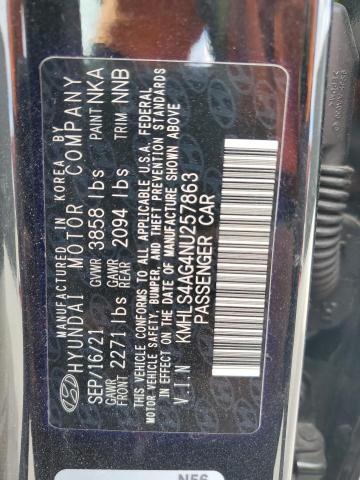 MANUFACTURED IN KOREA BY
HYUNDAI MOTOR COMPANY
SEP/16/21 GVWR 3858 lbs PAINT NKA
GAWR FRONT 2271 lbs GAWR REAR 2094 lbs TRIM NNB
THIS VEHICLE CONFORMS TO ALL APPLICABLE U.S.A. FEDERAL
MOTOR VEHICLE SAFETY, BUMPER, AND THEFT PREVENTION STANDARDS
IN EFFECT ON THE DATE OF MANUFACTURE SHOWN ABOVE
V.I.N KMHLS4AG4NU257863
PASSENGER CAR
N56